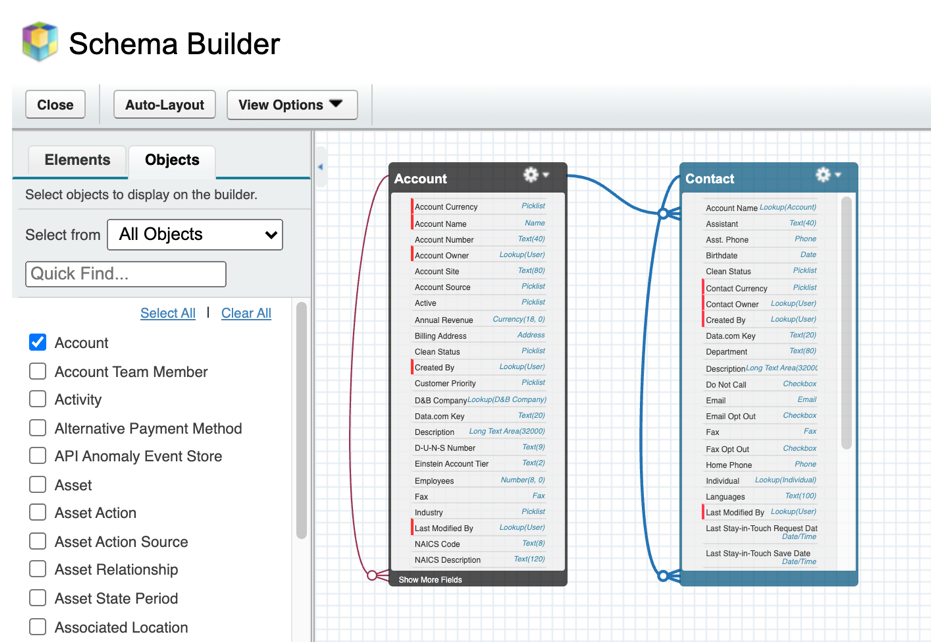 Schema Builder
Close
Auto-Layout
View Options
Elements
Objects
Select objects to display on the builder.
Select from All Objects
Quick Find...
Select All | Clear All
Account
Account Team Member
Activity
Alternative Payment Method
API Anomaly Event Store
Asset
Asset Action
Asset Action Source
Asset Relationship
Asset State Period
Associated Location
Account
Account Currency Picklist
Account Name Name
Account Number Text(40)
Account Owner Lookup(User)
Account Site Text(80)
Account Source Picklist
Active Picklist
Annual Revenue Currency(18, 0)
Billing Address Address
Clean Status Picklist
Created By Lookup(User)
Customer Priority Picklist
D&B Company Lookup(D&B Company)
Data.com Key Text(20)
Description Long Text Area(32000)
D-U-N-S Number Text(9)
Einstein Account Tier Text(2)
Employees Number(8, 0)
Fax Fax
Industry Picklist
Last Modified By Lookup(User)
NAICS Code Text(8)
NAICS Description Text(120)
Show More Fields
Contact
Account Name Lookup(Account)
Assistant Text(40)
Asst. Phone Phone
Birthdate Date
Clean Status Picklist
Contact Currency Picklist
Contact Owner Lookup(User)
Created By Lookup(User)
Data.com Key Text(20)
Department Text(80)
Description Long Text Area(32000
Do Not Call Checkbox
Email Email
Email Opt Out Checkbox
Fax Fax
Fax Opt Out Checkbox
Home Phone Phone
Individual Lookup(Individual)
Languages Text(100)
Last Modified By Lookup(User)
Last Stay-in-Touch Request Dat
Date/Time
Last Stay-in-Touch Save Date
Date/Time